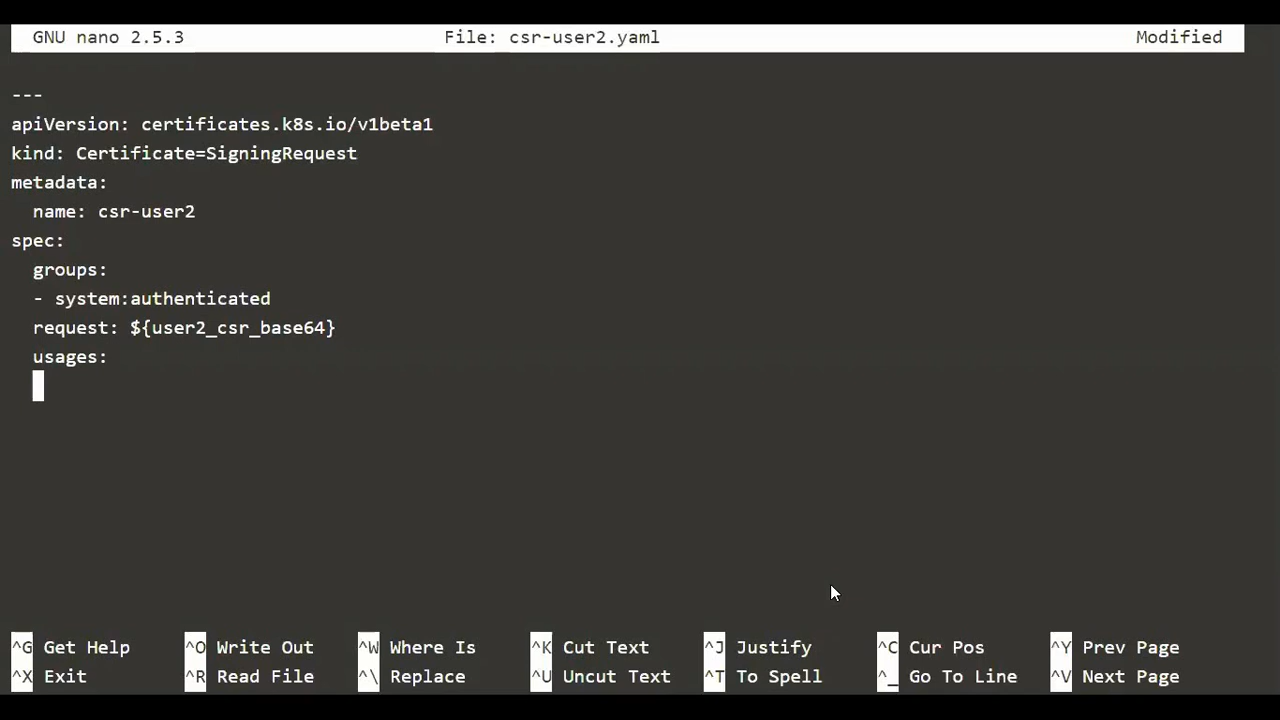 GNU nano 2.5.3 File: csr-user2.yaml Modified
---
apiVersion: certificates.k8s.io/v1beta1
kind: Certificate=SigningRequest
metadata:
  name: csr-user2
spec:
  groups:
  - system:authenticated
  request: ${user2_csr_base64}
  usages:
^G Get Help ^O Write Out ^W Where Is ^K Cut Text ^J Justify ^C Cur Pos ^Y Prev Page
^X Exit ^R Read File ^\ Replace ^U Uncut Text ^T To Spell ^_ Go To Line ^V Next Page